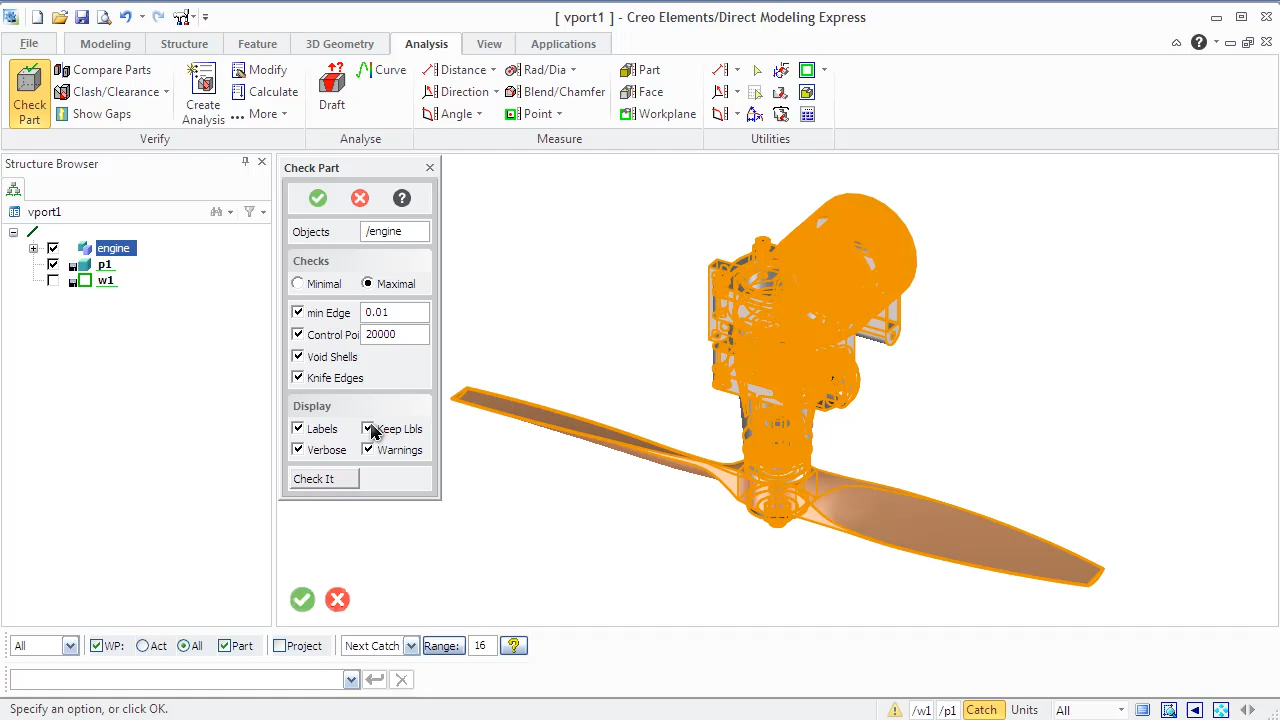 [ vport1 ] - Creo Elements/Direct Modeling Express
File Modeling Structure Feature 3D Geometry Analysis View Applications
Check Part
Compare Parts
Clash/Clearance
Show Gaps
Create Analysis
Modify
Calculate
More
Verify
Draft
Curve
Analyse
Distance
Direction
Angle
Rad/Dia
Blend/Chamfer
Point
Part
Face
Workplane
Measure
Utilities
Structure Browser
vport1
engine
p1
w1
Check Part
Objects /engine
Checks
Minimal Maximal
min Edge 0.01
Control Poi 20000
Void Shells
Knife Edges
Display
Labels Keep Lbls
Verbose Warnings
Check It
All WP: Act All Part Project Next Catch Range: 16
Specify an option, or click OK. /w1 /p1 Catch Units All